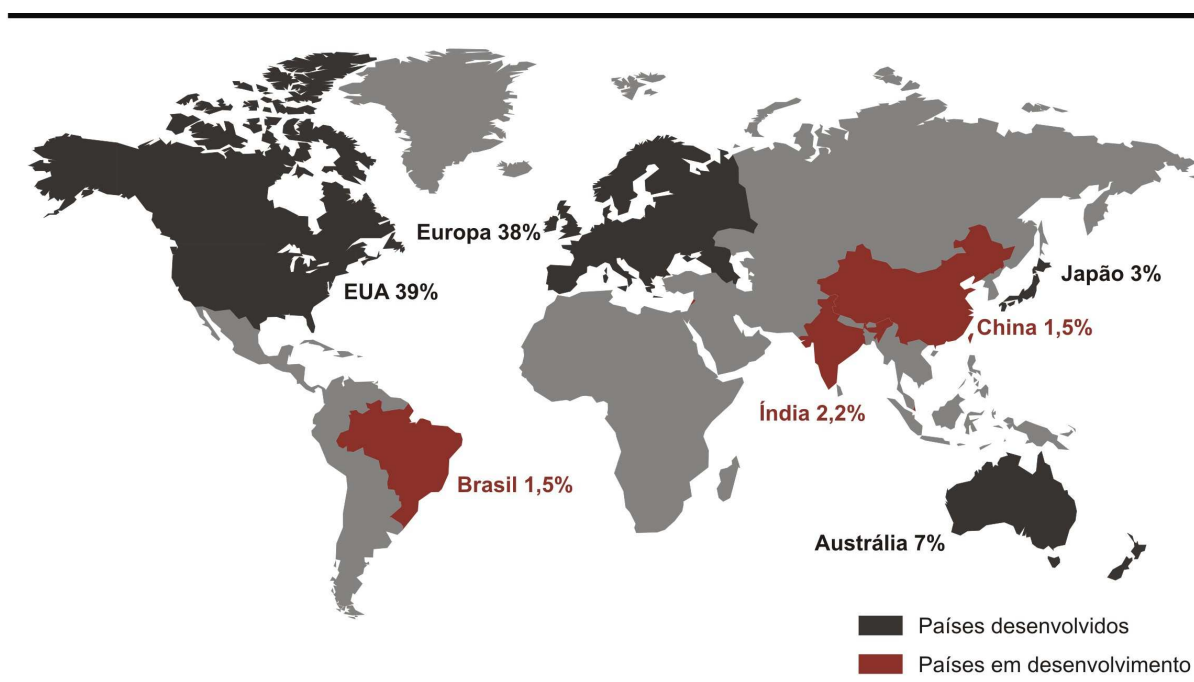 Europa 38%
EUA 39%
Japão 3%
China 1,5%
Índia 2,2%
Brasil 1,5%
Austrália 7%
Países desenvolvidos
Países em desenvolvimento